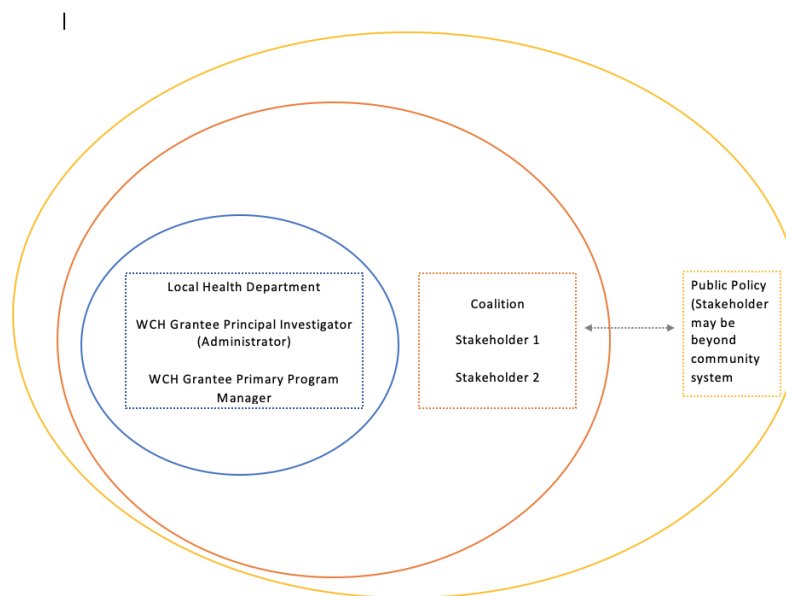 Local Health Department
WCH Grantee Principal Investigator
(Administrator)
WCH Grantee Primary Program
Manager
Coalition
Stakeholder 1
Stakeholder 2
Public Policy
(Stakeholder
may be
beyond
community
system